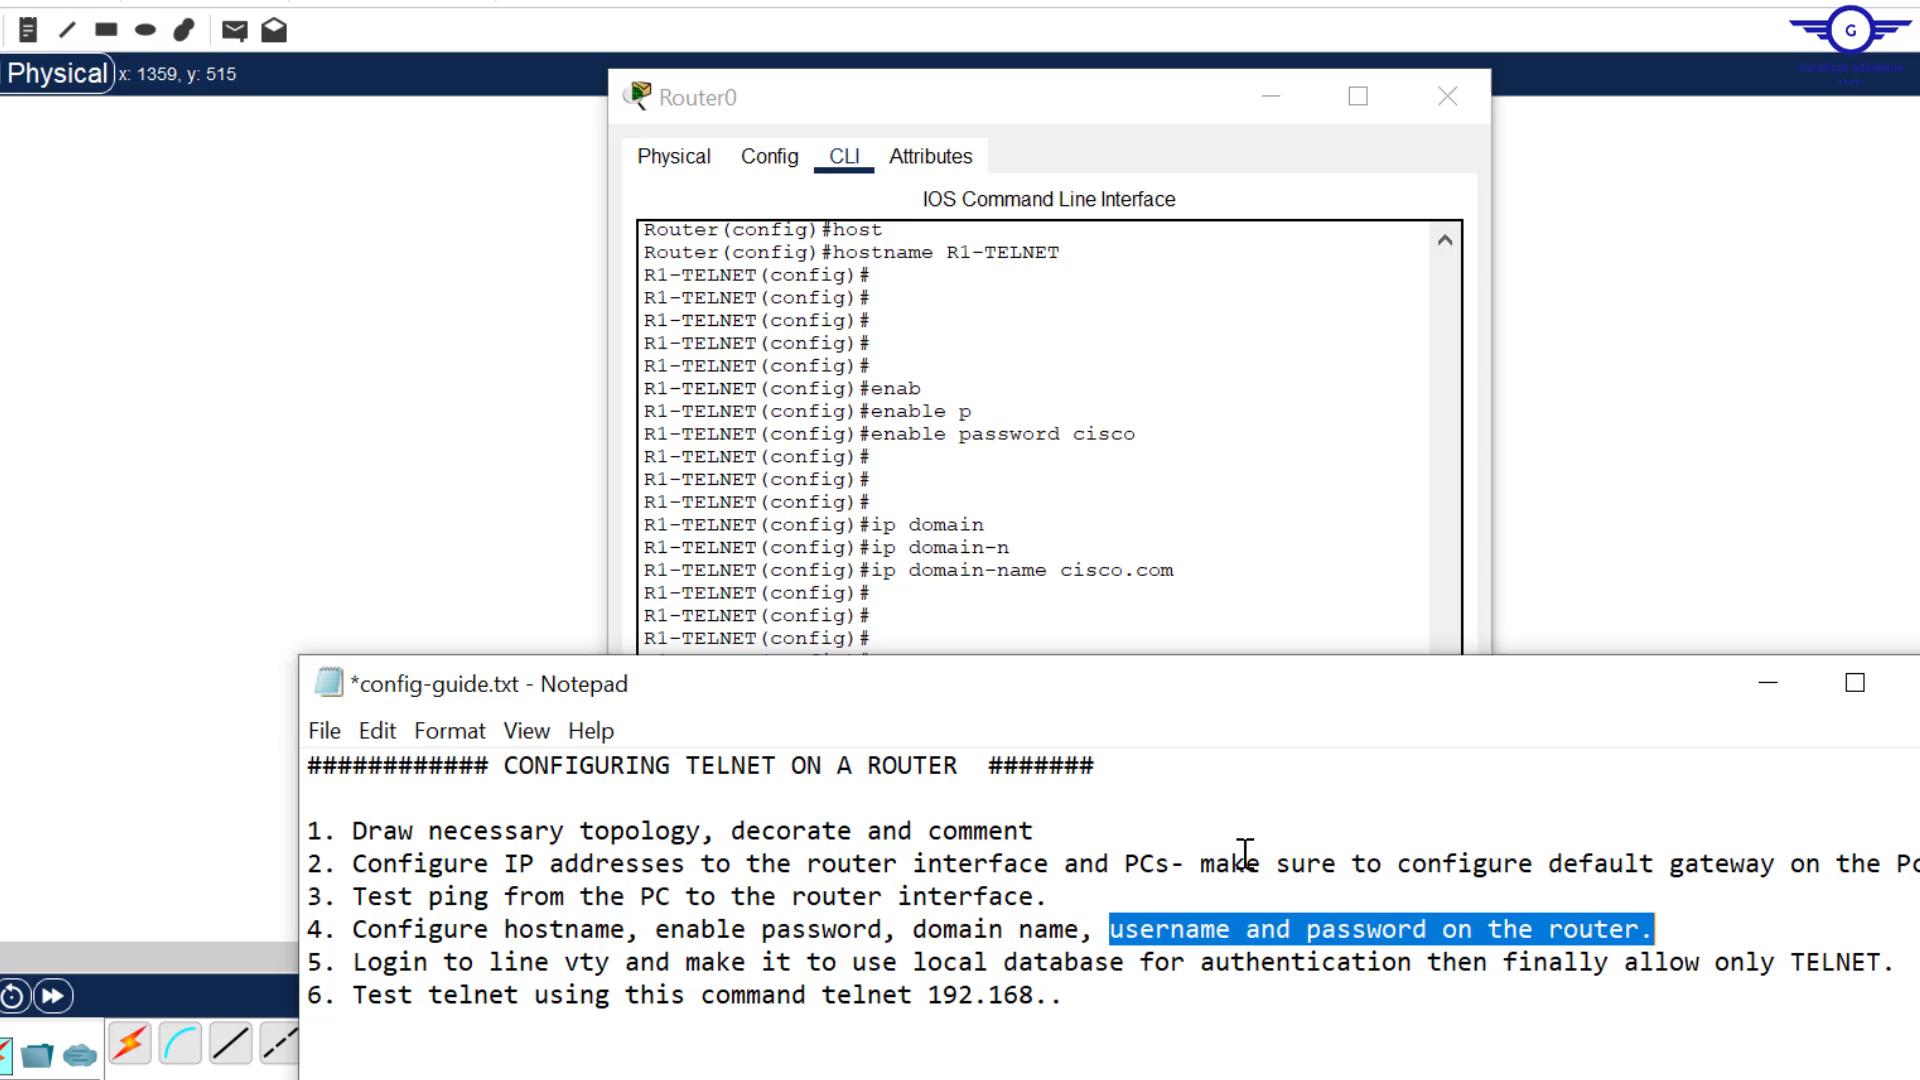 Physical x: 1359, y: 515
G
Router0
Physical Config CLI Attributes
IOS Command Line Interface
Router(config)#host
Router(config)#hostname R1-TELNET
R1-TELNET(config)#
R1-TELNET(config)#
R1-TELNET(config)#
R1-TELNET(config)#
R1-TELNET(config)#
R1-TELNET(config)#enab
R1-TELNET(config)#enable p
R1-TELNET(config)#enable password cisco
R1-TELNET(config)#
R1-TELNET(config)#
R1-TELNET(config)#
R1-TELNET(config)#ip domain
R1-TELNET(config)#ip domain-n
R1-TELNET(config)#ip domain-name cisco.com
R1-TELNET(config)#
R1-TELNET(config)#
R1-TELNET(config)#
*config-guide.txt - Notepad
File Edit Format View Help
############ CONFIGURING TELNET ON A ROUTER #######
1. Draw necessary topology, decorate and comment
2. Configure IP addresses to the router interface and PCs- make sure to configure default gateway on the Pc
3. Test ping from the PC to the router interface.
4. Configure hostname, enable password, domain name, username and password on the router.
5. Login to line vty and make it to use local database for authentication then finally allow only TELNET.
6. Test telnet using this command telnet 192.168..